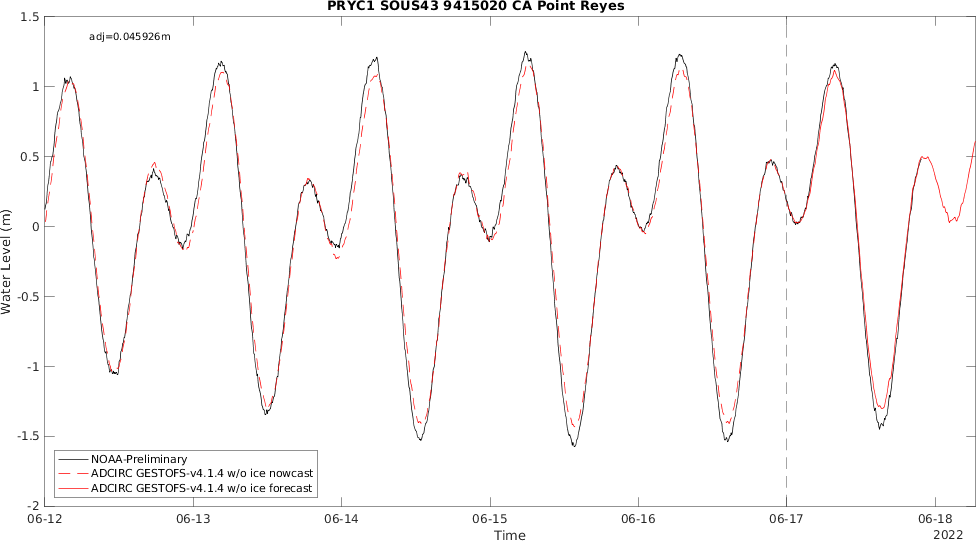 PRYC1 SOUS43 9415020 CA Point Reyes
adj=0.045926m
1.5
1
0.5
0
-0.5
-1
-1.5
-2
Water Level (m)
NOAA-Preliminary
ADCIRC GESTOFS-v4.1.4 w/o ice nowcast
ADCIRC GESTOFS-v4.1.4 w/o ice forecast
06-12 06-13 06-14 06-15 06-16 06-17 06-18
Time
2022